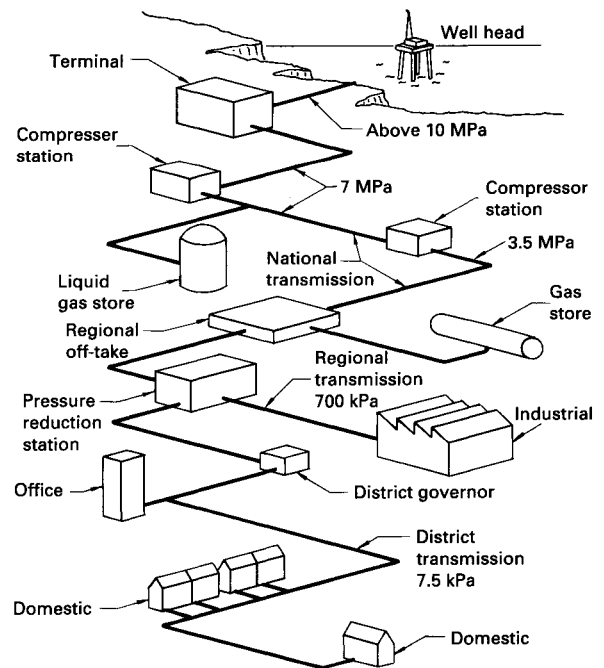 Well head
Terminal
Above 10 MPa
Compresser
station
7 MPa
Compressor
station
3.5 MPa
National
transmission
Liquid
gas store
Gas
store
Regional
off-take
Regional
transmission
700 kPa
Pressure
reduction
station
Industrial
Office
District governor
District
transmission
7.5 kPa
Domestic
Domestic